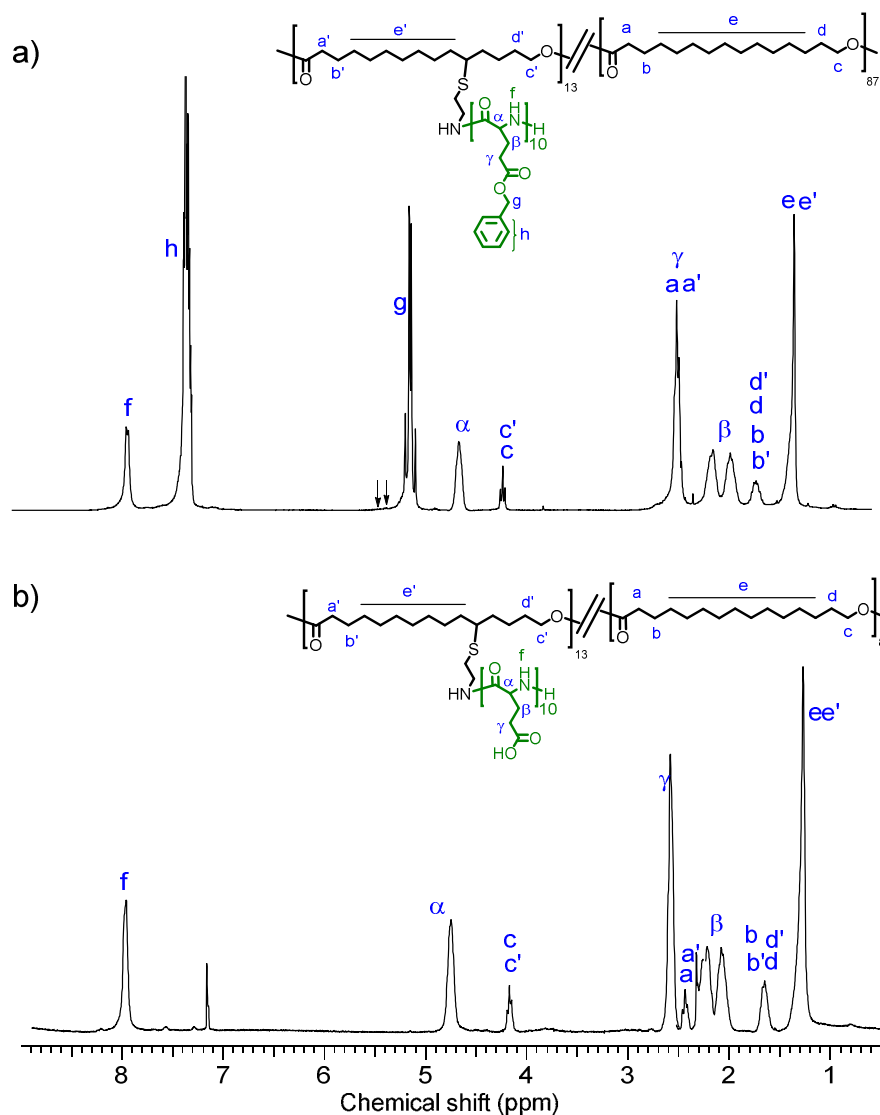 a)
e'
e
a'
d'
a
d
b'
c'
b
c
O
O
O
O
13
87
S
f
H
O
α
N
HN
H
10
β
γ
O
O
g
h
h
g
f
α
c'
c
γ
a a'
β
d'
d
b
b'
e e'
b)
e'
e
a'
d'
a
d
b'
c'
b
c
O
O
O
O
13
8
S
f
H
O
α
N
HN
H
10
β
γ
O
HO
f
α
c
c'
γ
a'
a
β
b
b'
d'
d
ee'
8
6
5
4
3
2
1
Chemical shift (ppm)